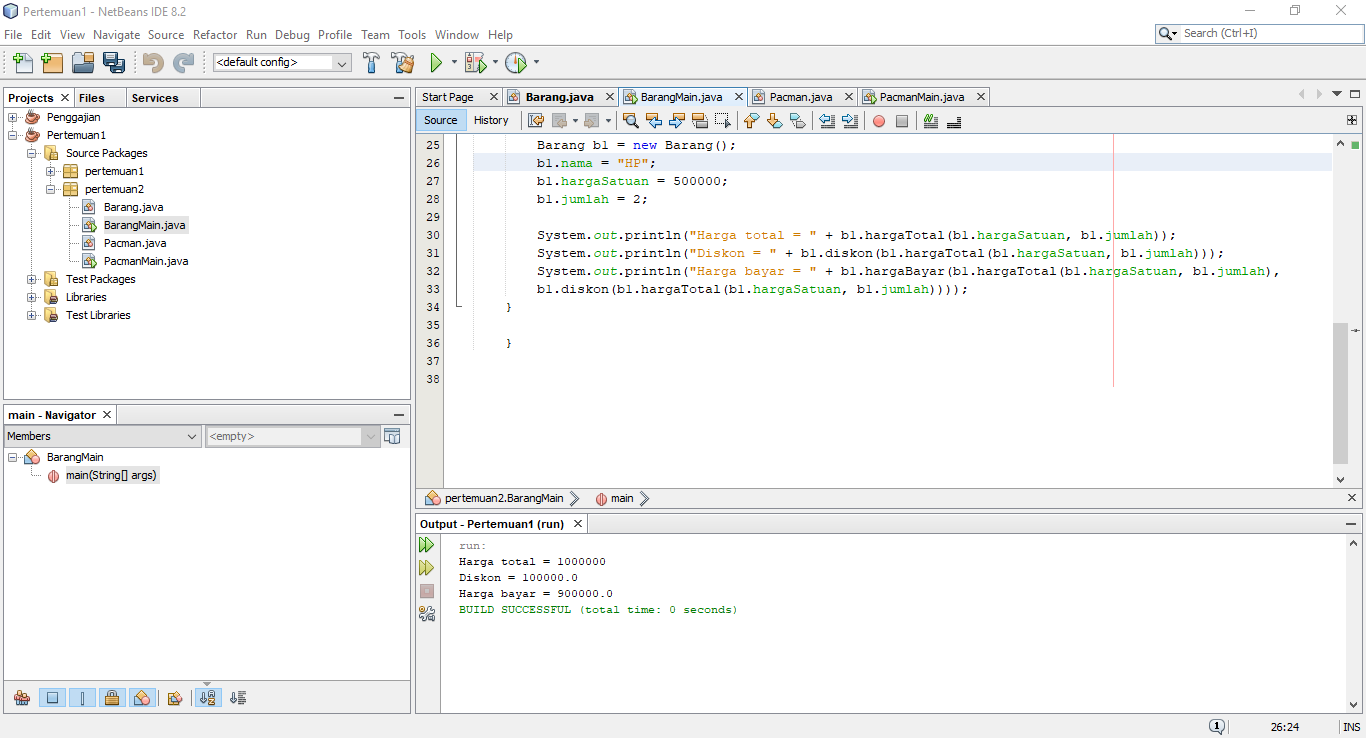 Pertemuan1 - NetBeans IDE 8.2
File Edit View Navigate Source Refactor Run Debug Profile Team Tools Window Help
Search (Ctrl+I)
<default config>
Projects Files Services
Penggajian
Pertemuan1
Source Packages
pertemuan1
pertemuan2
Barang.java
BarangMain.java
Pacman.java
PacmanMain.java
Test Packages
Libraries
Test Libraries
main - Navigator
Members <empty>
BarangMain
main(String[] args)
Start Page Barang.java BarangMain.java Pacman.java PacmanMain.java
Source History
25 Barang b1 = new Barang();
26 b1.nama = "HP";
27 b1.hargaSatuan = 500000;
28 b1.jumlah = 2;
29
30 System.out.println("Harga total = " + b1.hargaTotal(b1.hargaSatuan, b1.jumlah));
31 System.out.println("Diskon = " + b1.diskon(b1.hargaTotal(b1.hargaSatuan, b1.jumlah)));
32 System.out.println("Harga bayar = " + b1.hargaBayar(b1.hargaTotal(b1.hargaSatuan, b1.jumlah),
33 b1.diskon(b1.hargaTotal(b1.hargaSatuan, b1.jumlah))));
34 }
35
36 }
37
38
pertemuan2.BarangMain main
Output - Pertemuan1 (run)
run:
Harga total = 1000000
Diskon = 100000.0
Harga bayar = 900000.0
BUILD SUCCESSFUL (total time: 0 seconds)
1 26:24 INS